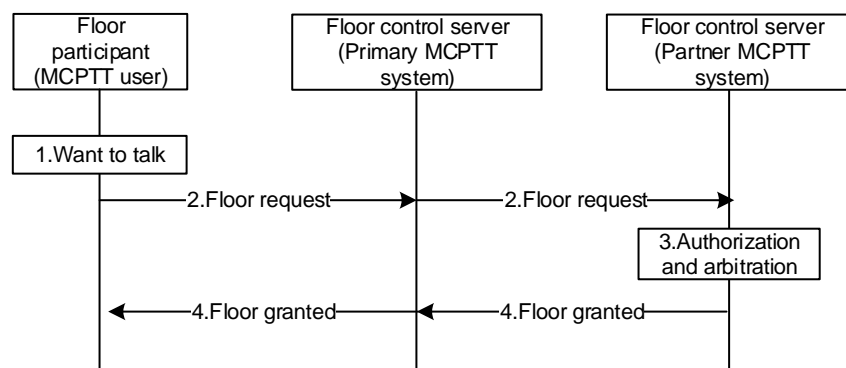 Floor
participant
(MCPTT user)
Floor control server
(Primary MCPTT
system)
Floor control server
(Partner MCPTT
system)
1.Want to talk
2.Floor request
2.Floor request
3.Authorization
and arbitration
4.Floor granted
4.Floor granted